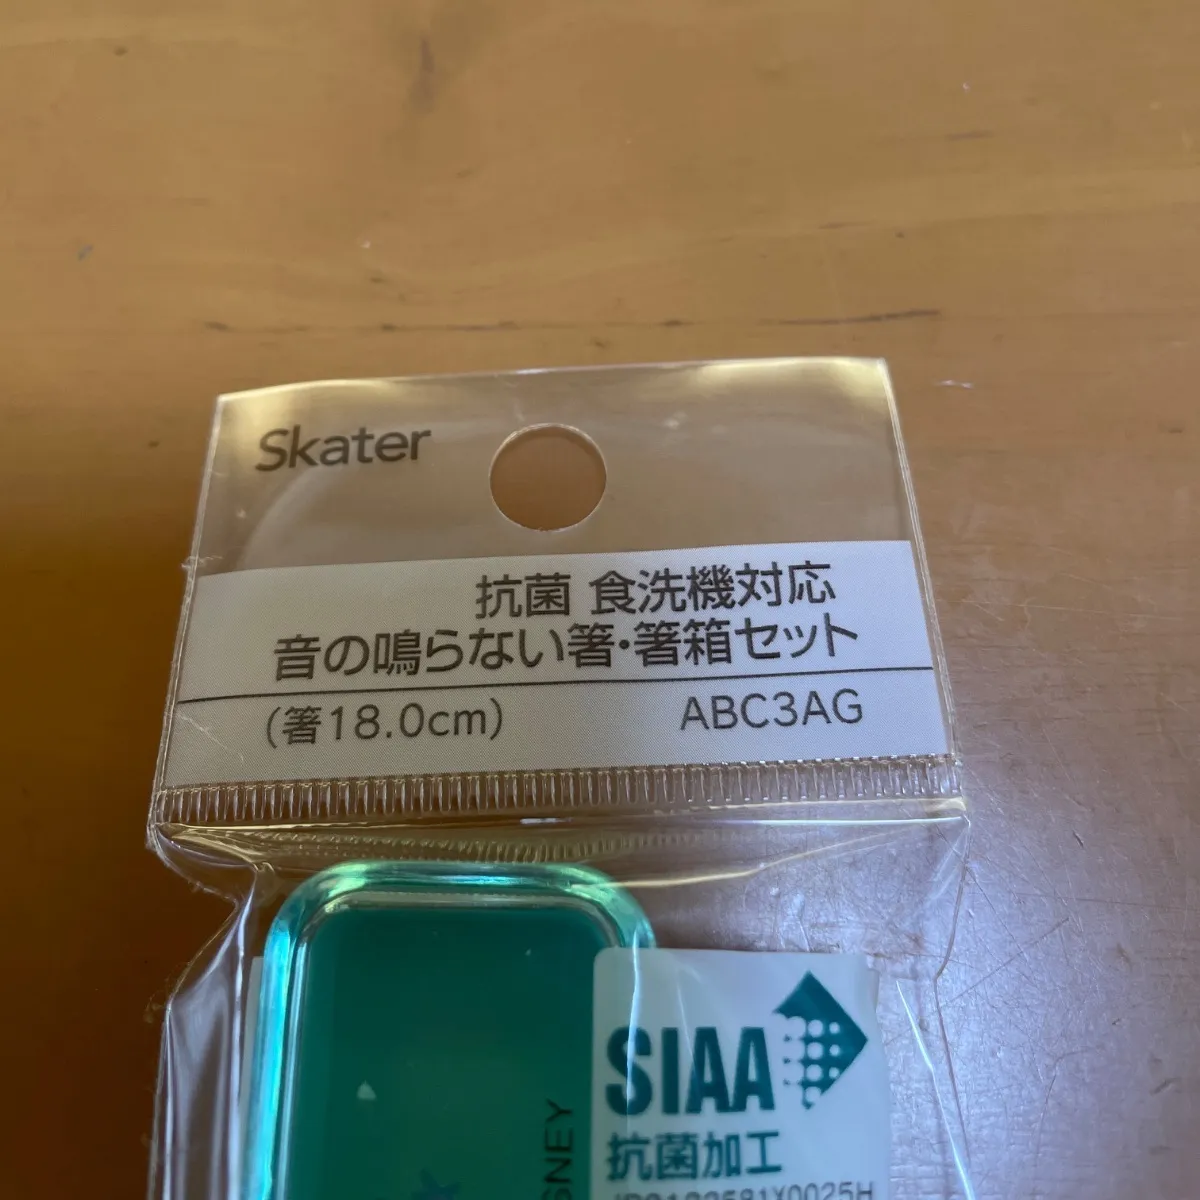 Skater
抗菌 食洗機対応
音の鳴らない箸・箸箱セット
(箸18.0cm) ABC3AG
SIAA
抗菌加工